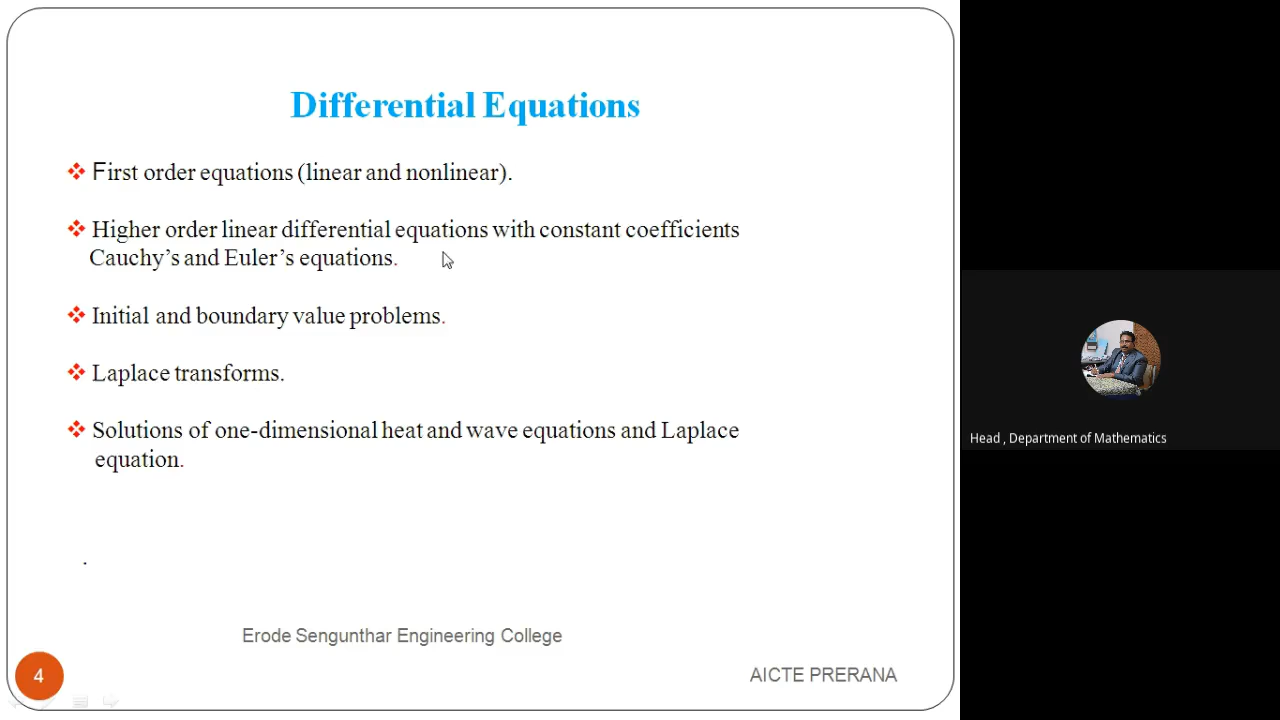 Differential Equations
First order equations (linear and nonlinear).
Higher order linear differential equations with constant coefficients
Cauchy's and Euler's equations.
Initial and boundary value problems.
Laplace transforms.
Solutions of one-dimensional heat and wave equations and Laplace
equation.
.
Head , Department of Mathematics
Erode Sengunthar Engineering College
4
AICTE PRERANA